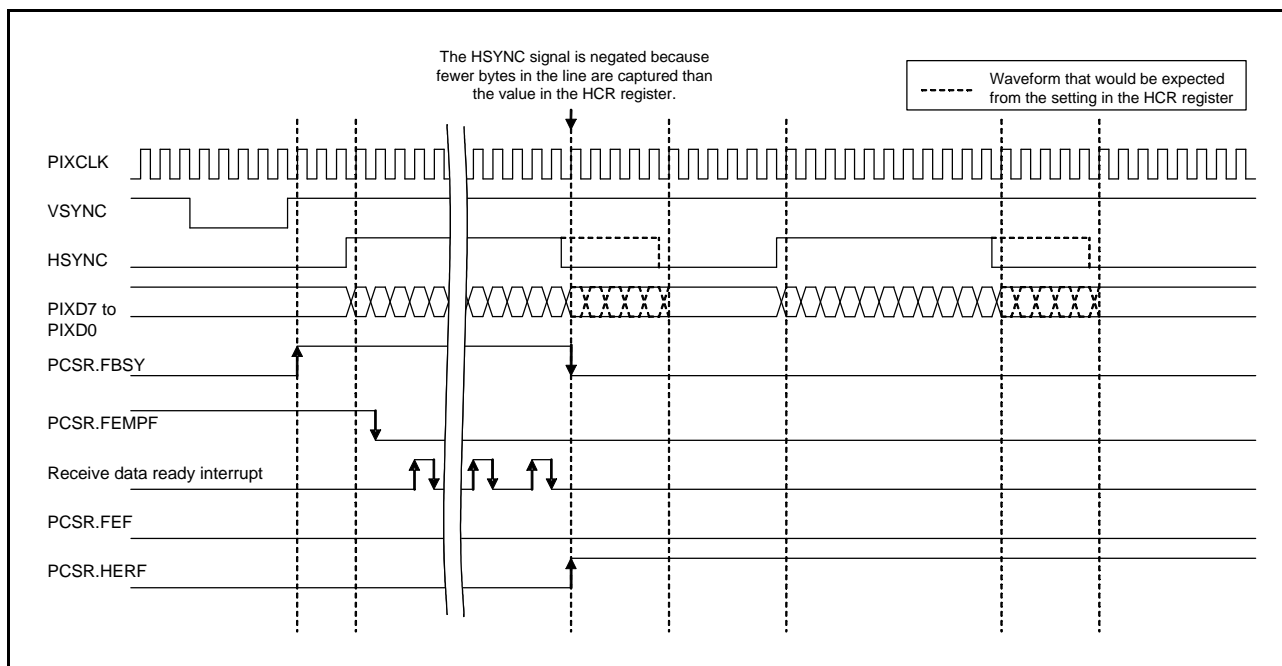 The HSYNC signal is negated because
fewer bytes in the line are captured than
the value in the HCR register.
Waveform that would be expected
from the setting in the HCR register
PIXCLK
VSYNC
HSYNC
PIXD7 to
PIXD0
PCSR.FBSY
PCSR.FEMPF
Receive data ready interrupt
PCSR.FEF
PCSR.HERF